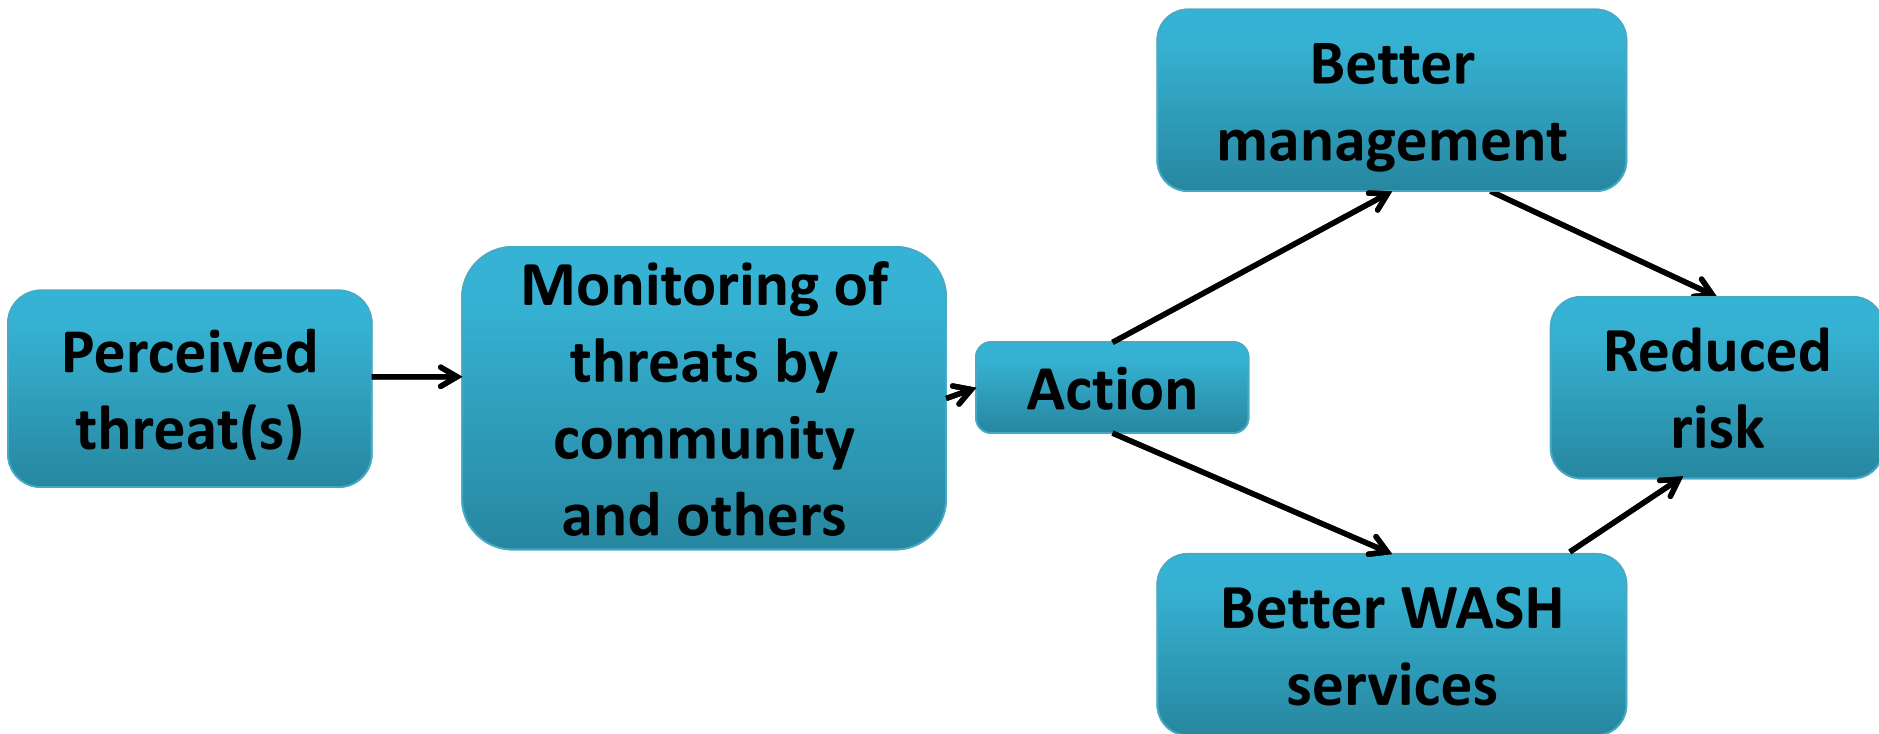 Perceived
threat(s)
Monitoring of
threats by
community
and others
Action
Better
management
Better WASH
services
Reduced
risk